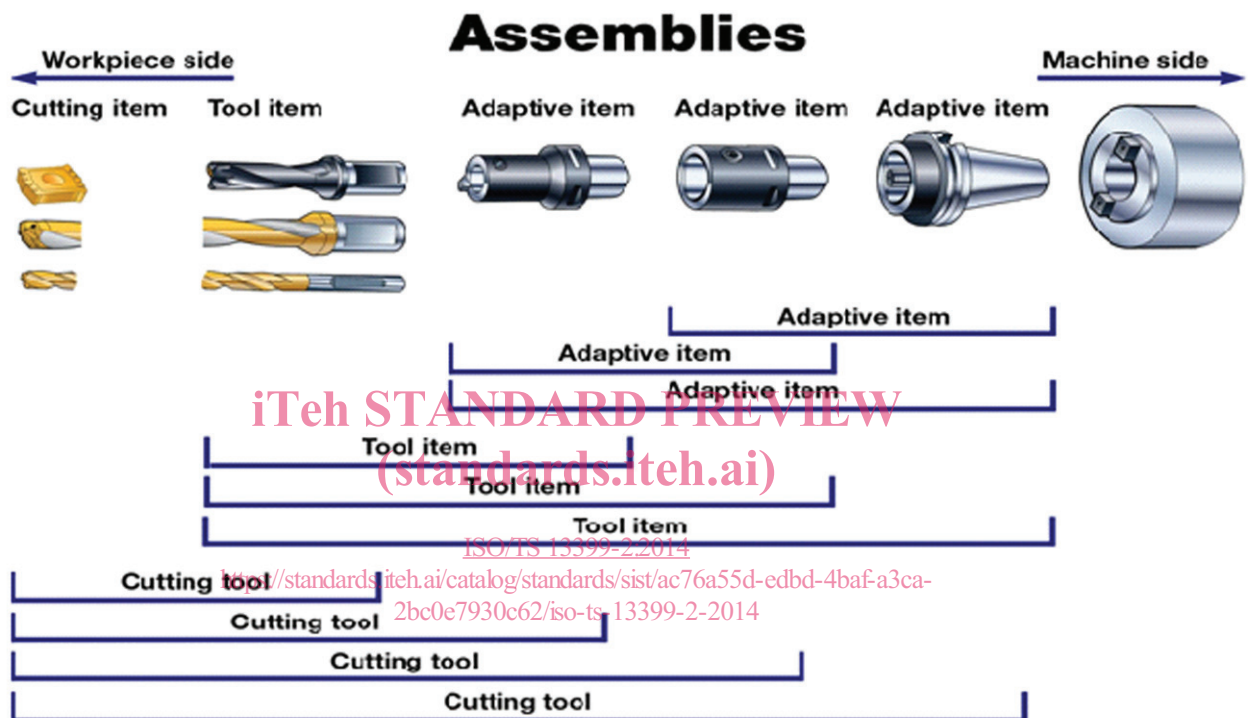 Assemblies
Workpiece side
Machine side
Cutting item
Tool item
Adaptive item
Adaptive item
Adaptive item
Adaptive item
Adaptive item
Adaptive item
iTeh STANDARD PREVIEW
Tool item
(standards.iteh.ai)
Tool item
Tool item
ISO/TS 13399-2:2014
Cutting tool
https://standards.iteh.ai/catalog/standards/sist/ac76a55d-edbd-4baf-a3ca-
2bc0e7930c62/iso-ts-13399-2-2014
Cutting tool
Cutting tool
Cutting tool